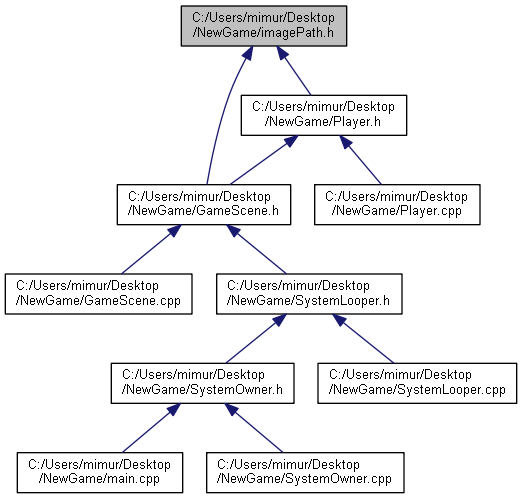 C:/Users/mimur/Desktop
/NewGame/imagePath.h
C:/Users/mimur/Desktop
/NewGame/Player.h
C:/Users/mimur/Desktop
/NewGame/GameScene.h
C:/Users/mimur/Desktop
/NewGame/Player.cpp
C:/Users/mimur/Desktop
/NewGame/GameScene.cpp
C:/Users/mimur/Desktop
/NewGame/SystemLooper.h
C:/Users/mimur/Desktop
/NewGame/SystemOwner.h
C:/Users/mimur/Desktop
/NewGame/SystemLooper.cpp
C:/Users/mimur/Desktop
/NewGame/main.cpp
C:/Users/mimur/Desktop
/NewGame/SystemOwner.cpp